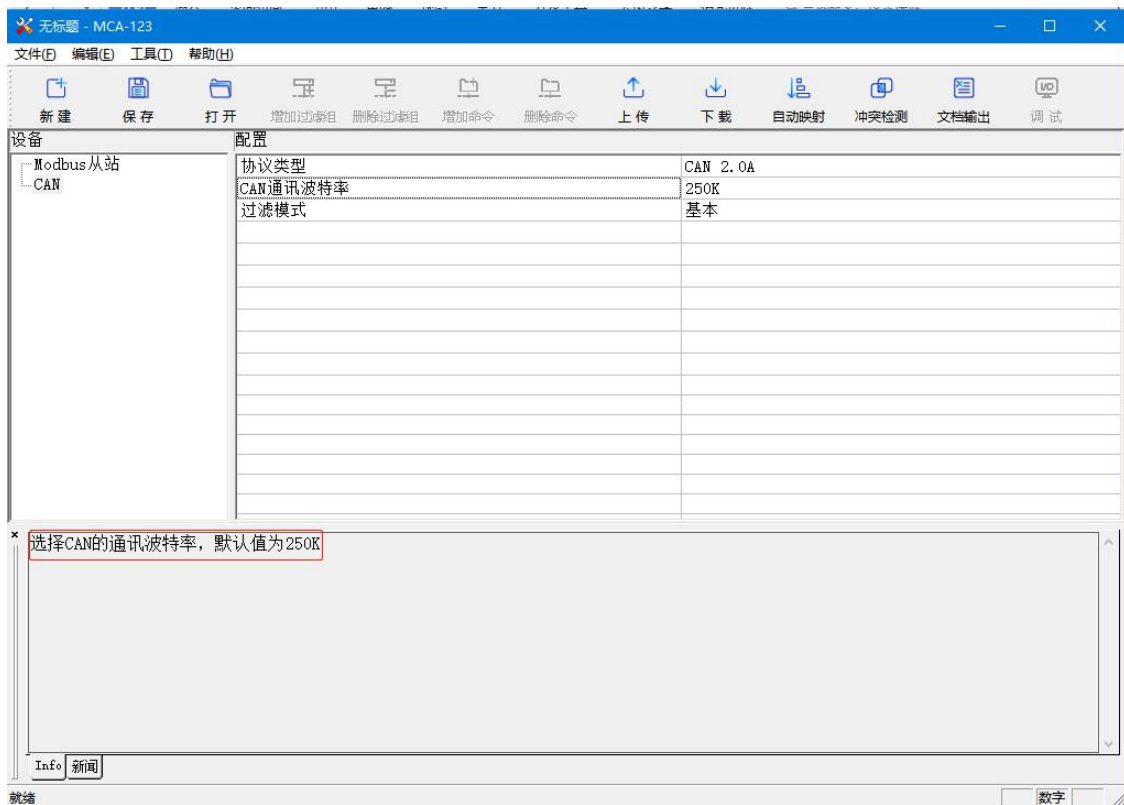 无标题 - MCA-123
文件(F) 编辑(E) 工具(T) 帮助(H)
新建 保存 打开 增加过滤组 删除过滤组 增加命令 删除命令 上传 下载 自动映射 冲突检测 文档输出 调试
设备 配置
Modbus从站
CAN
协议类型 CAN 2.0A
CAN通讯波特率 250K
过滤模式 基本
选择CAN的通讯波特率，默认值为250K
Info 新闻
就绪 数字